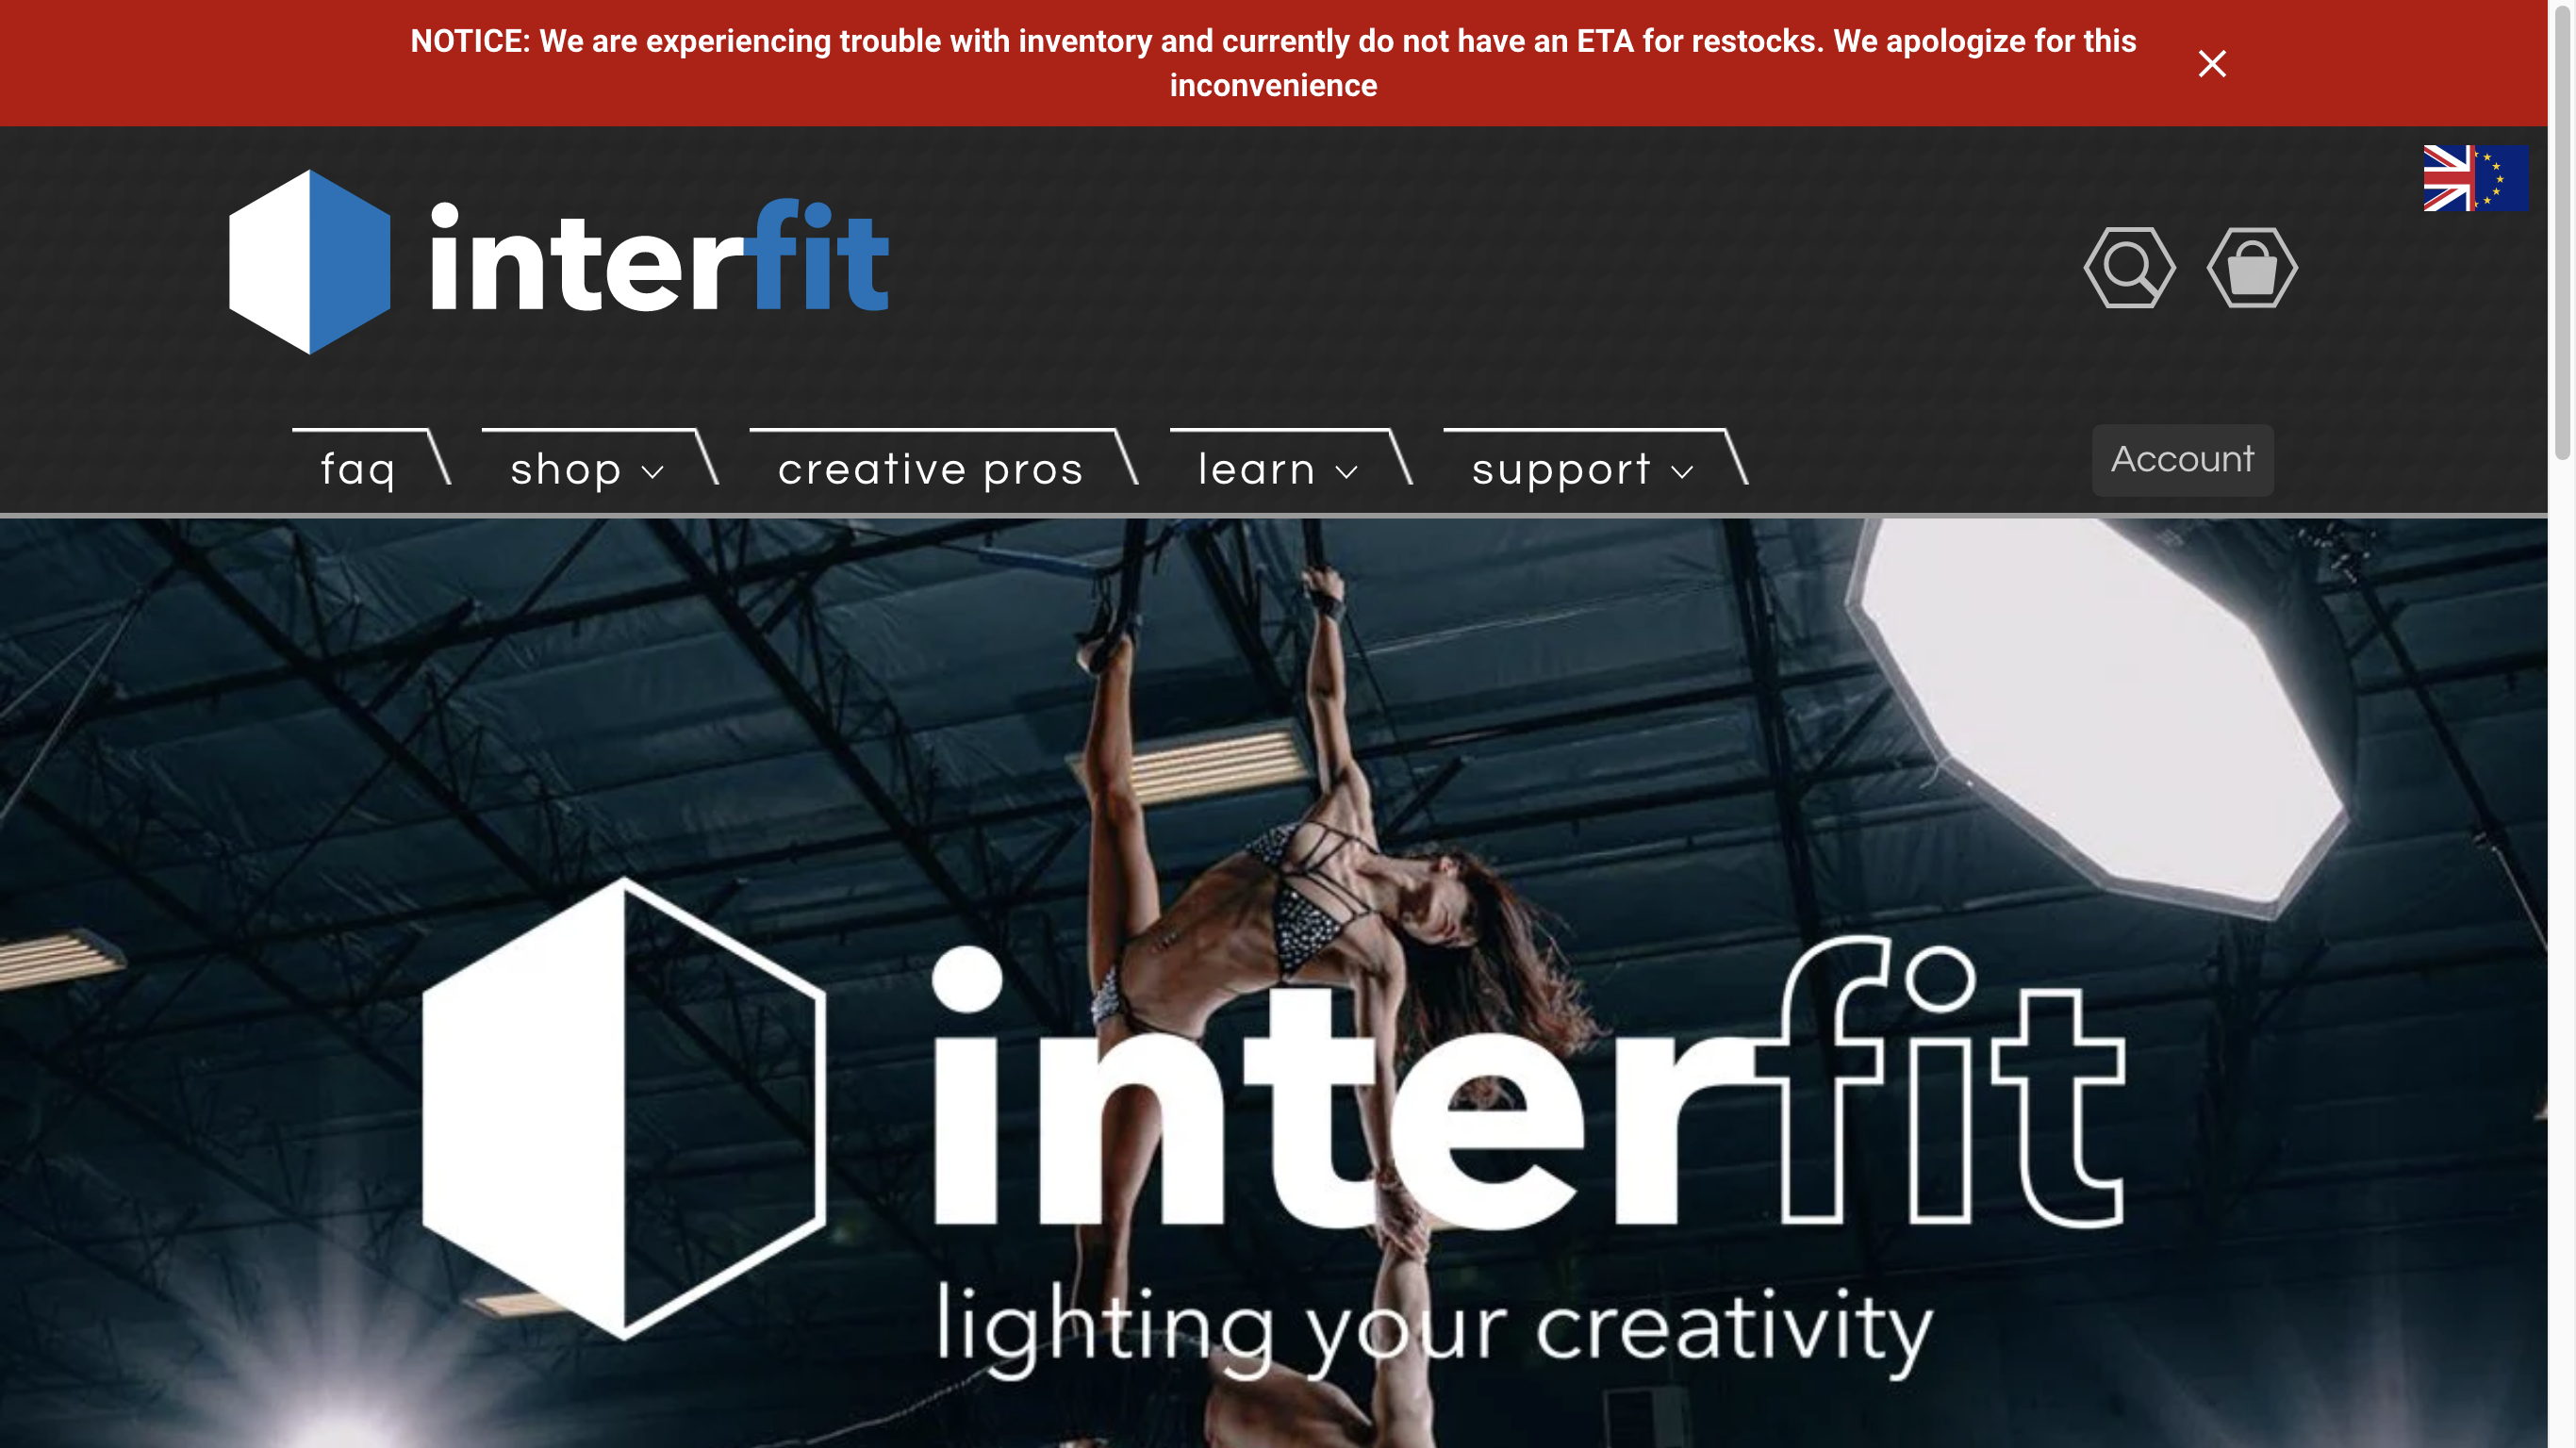 NOTICE: We are experiencing trouble with inventory and currently do not have an ETA for restocks. We apologize for this
inconvenience
interfit
faq
shop
creative pros
learn
support
Account
interfit
lighting your creativity